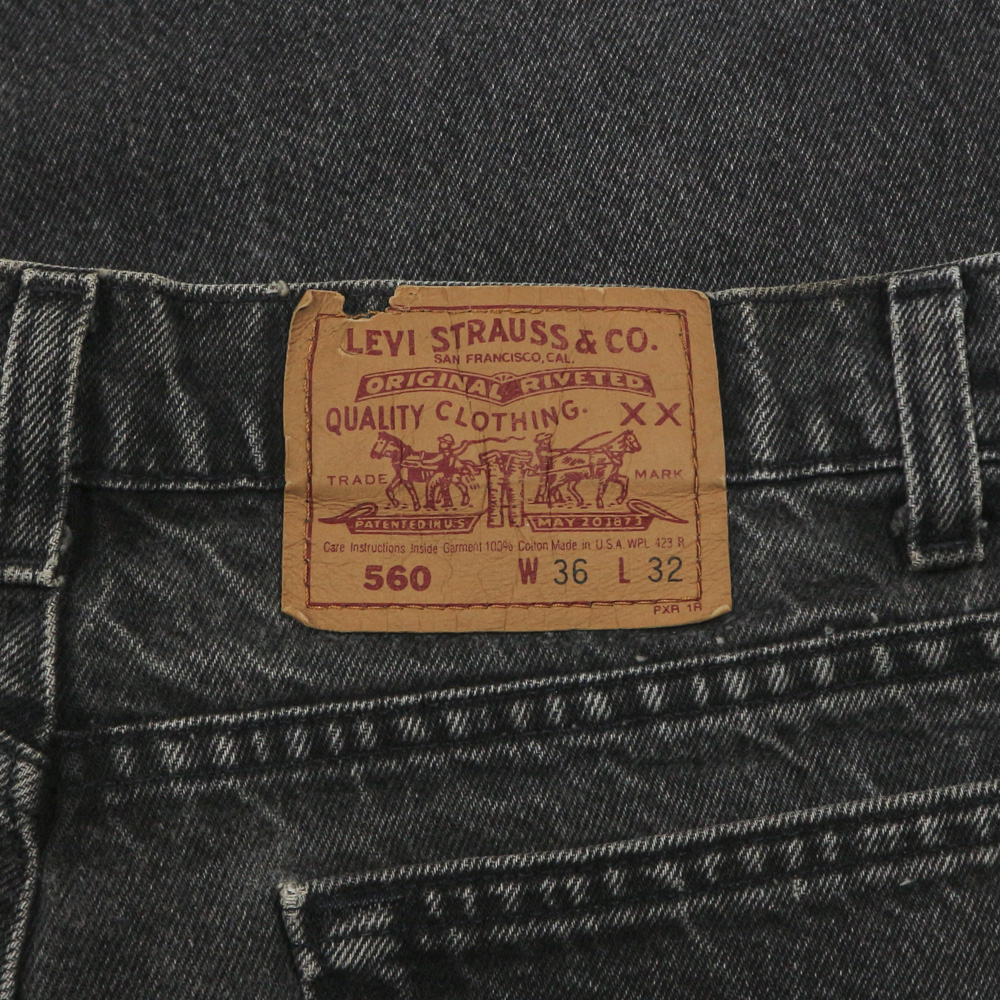 LEVI STRAUSS & CO.
SAN FRANCISCO, CAL.
ORIGINAL RIVETED
QUALITY CLOTHING. XX
TRADE MARK
PATENTED IN U.S MAY 20 1873
Care Instructions Inside Garment 100% Cotton Made in U.S.A. WPL 423 R
560 W 36 L 32
PXR 1R